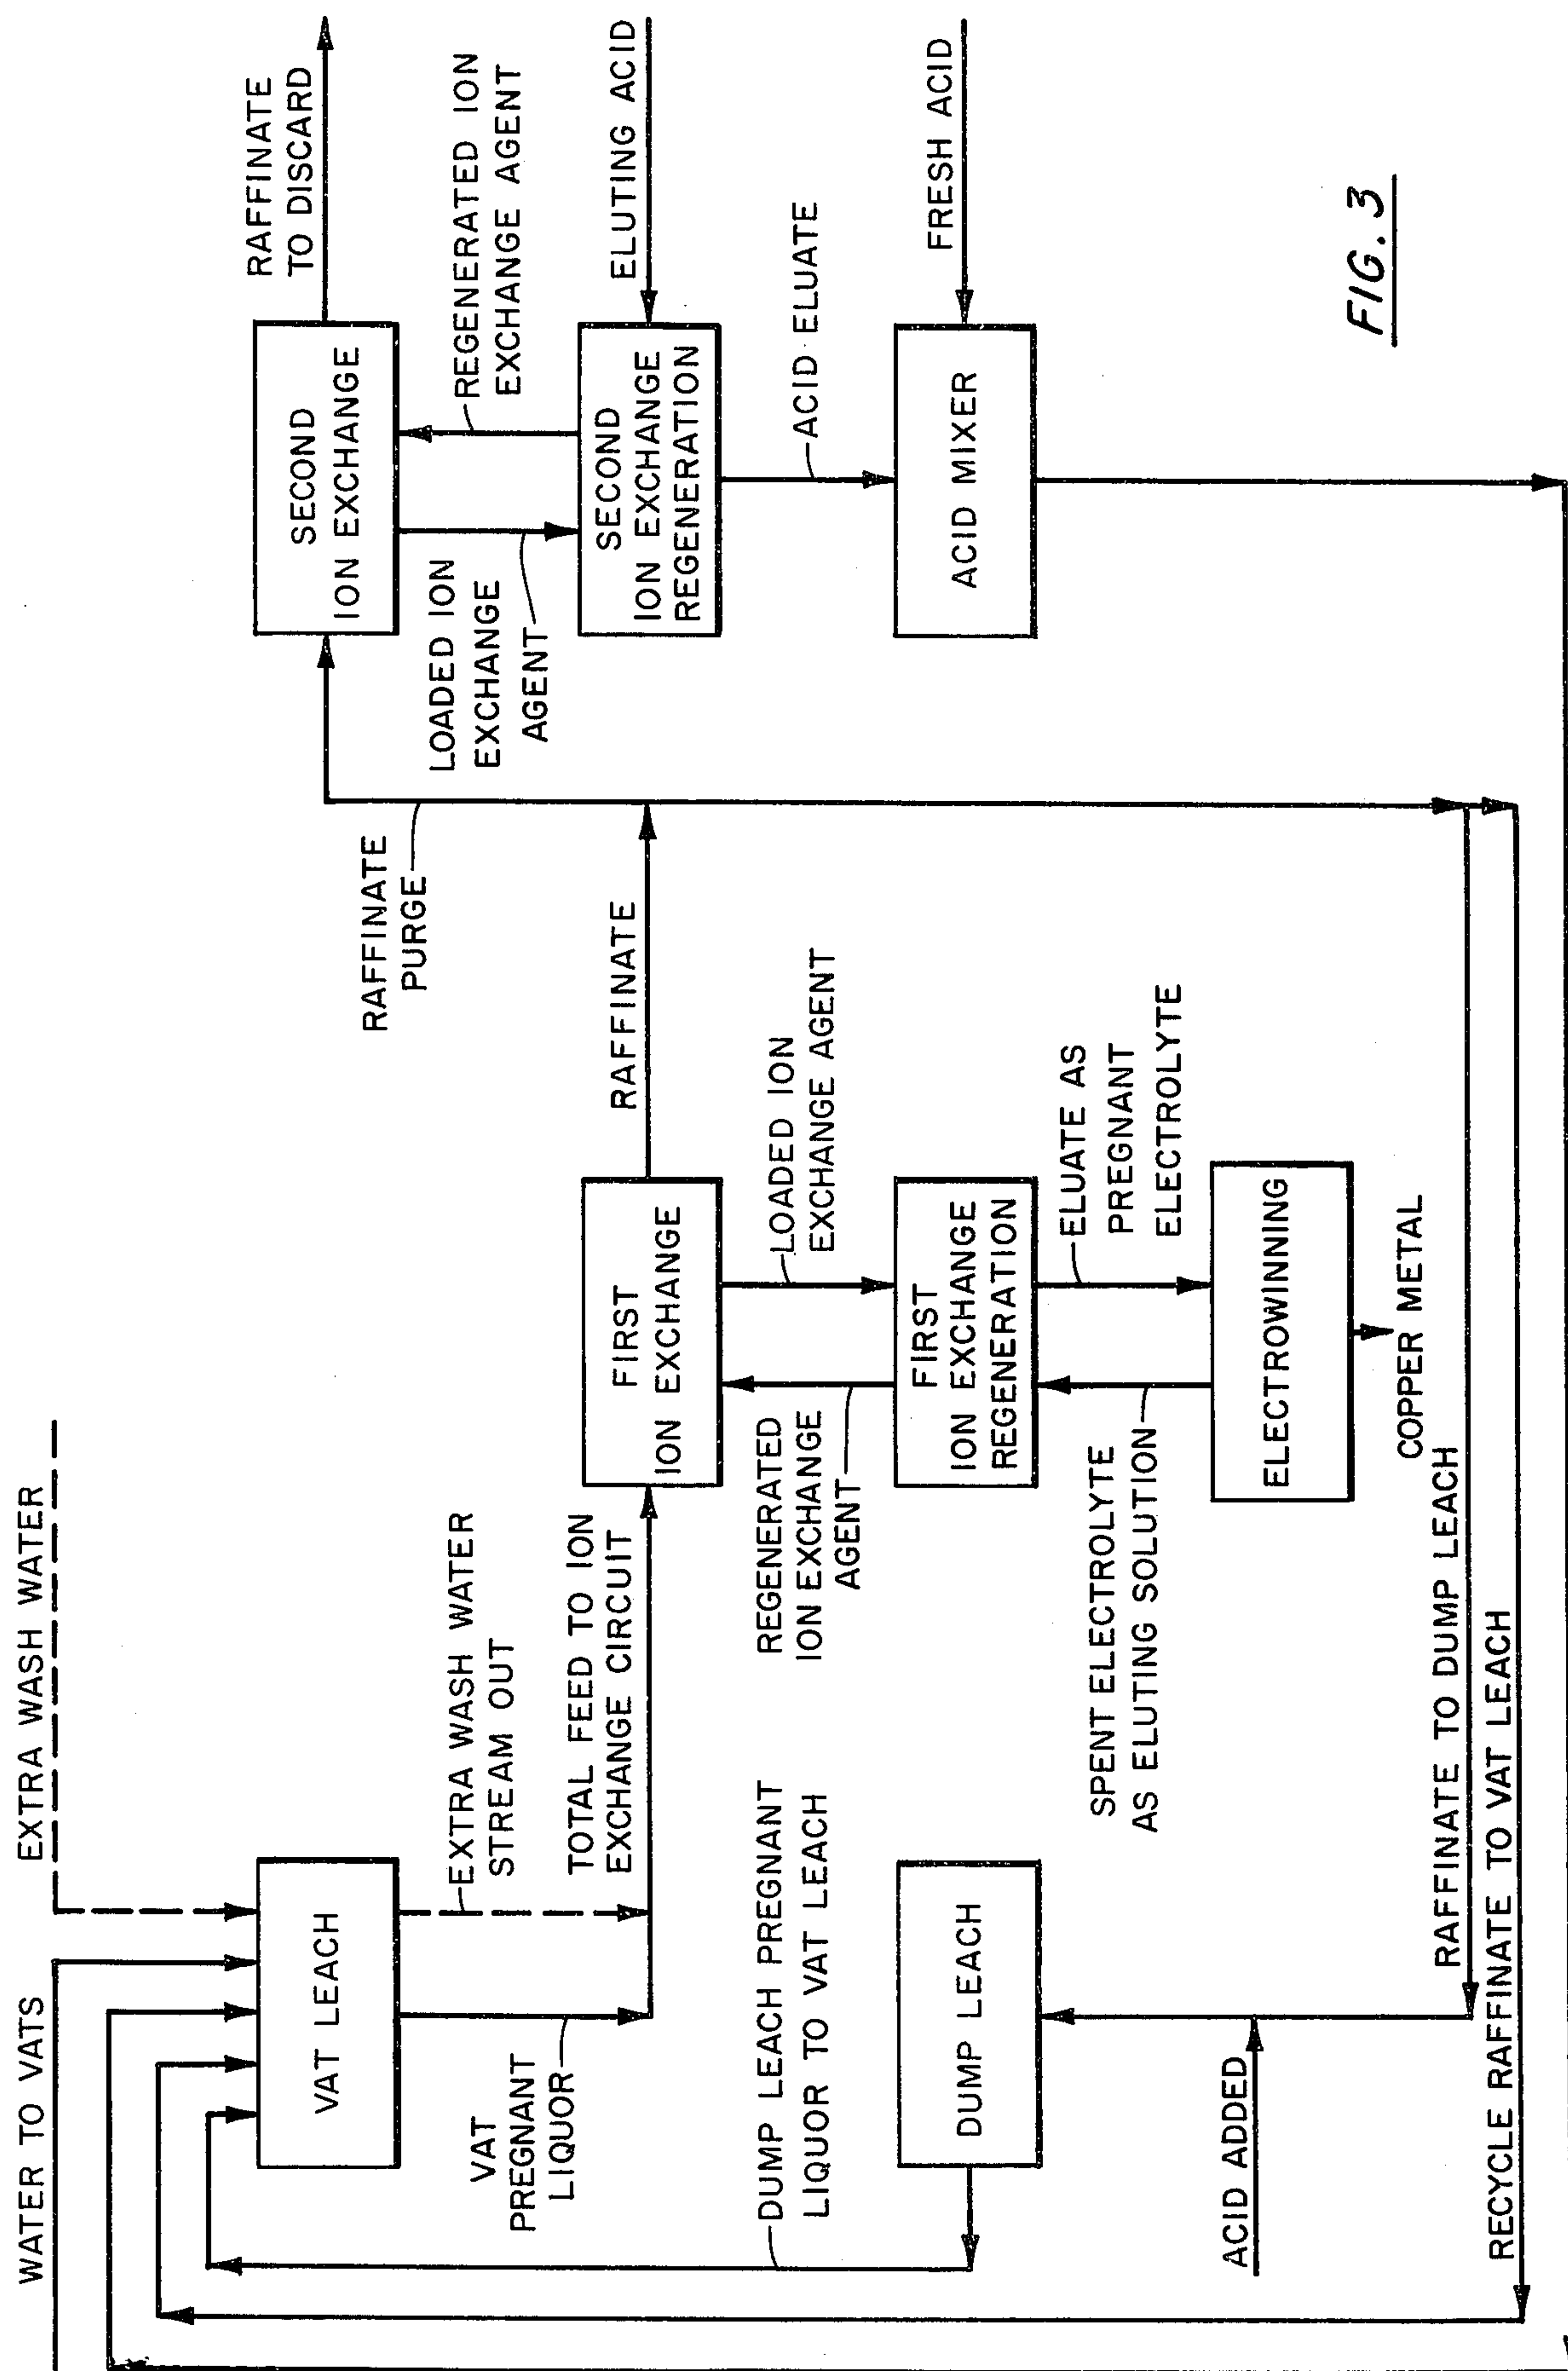 WATER TO VATS
EXTRA WASH WATER
VAT LEACH
VAT
PREGNANT
LIQUOR
EXTRA WASH WATER
STREAM OUT
TOTAL FEED TO ION
EXCHANGE CIRCUIT
DUMP LEACH PREGNANT
LIQUOR TO VAT LEACH
DUMP LEACH
ACID ADDED
FIRST
ION EXCHANGE
RAFFINATE
REGENERATED
ION EXCHANGE
AGENT
LOADED ION
EXCHANGE AGENT
FIRST
ION EXCHANGE
REGENERATION
SPENT ELECTROLYTE
AS ELUTING SOLUTION
ELUATE AS
PREGNANT
ELECTROLYTE
ELECTROWINNING
COPPER METAL
RAFFINATE TO DUMP LEACH
RECYCLE RAFFINATE TO VAT LEACH
RAFFINATE
PURGE
SECOND
ION EXCHANGE
RAFFINATE
TO DISCARD
LOADED ION
EXCHANGE
AGENT
REGENERATED ION
EXCHANGE AGENT
SECOND
ION EXCHANGE
REGENERATION
ELUTING ACID
ACID ELUATE
ACID MIXER
FRESH ACID
FIG. 3